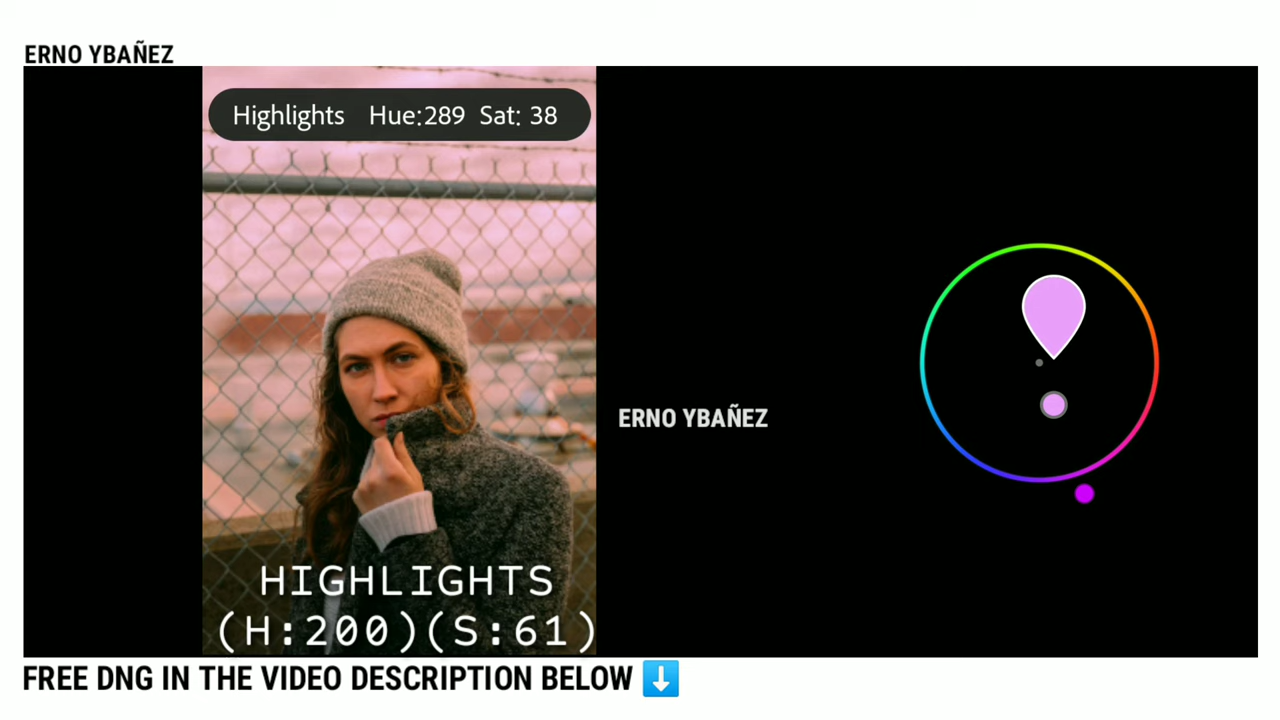 ERNO YBAÑEZ
Highlights Hue:289 Sat: 38
ERNO YBAÑEZ
HIGHLIGHTS
(H:200)(S:61)
FREE DNG IN THE VIDEO DESCRIPTION BELOW ⬇️